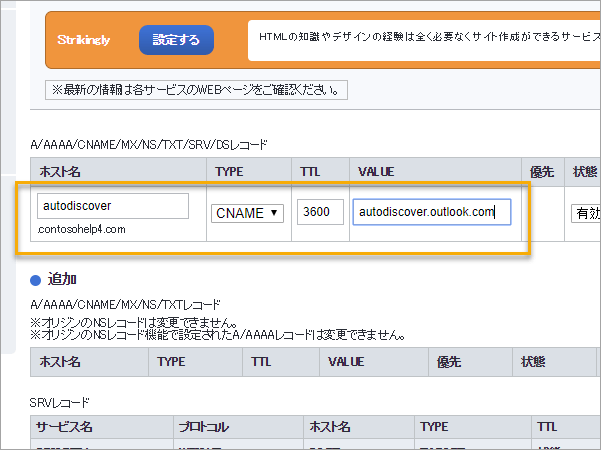 Strikingly
設定する
HTMLの知識やデザインの経験は全く必要なくサイト作成ができるサービス
※最新の情報は各サービスのWEBページをご確認ください。
A/AAAA/CNAME/MX/NS/TXT/SRV/DSレコード
ホスト名 TYPE TTL VALUE 優先 状態
autodiscover CNAME 3600 autodiscover.outlook.com 有効
.contosohelp4.com
追加
A/AAAA/CNAME/MX/NS/TXTレコード
※オリジンのNSレコードは変更できません。
※オリジンのNSレコード機能で設定されたA/AAAAレコードは変更できません。
ホスト名 TYPE TTL VALUE 優先 状態
SRVレコード
サービス名 プロトコル ホスト名 TYPE TTL